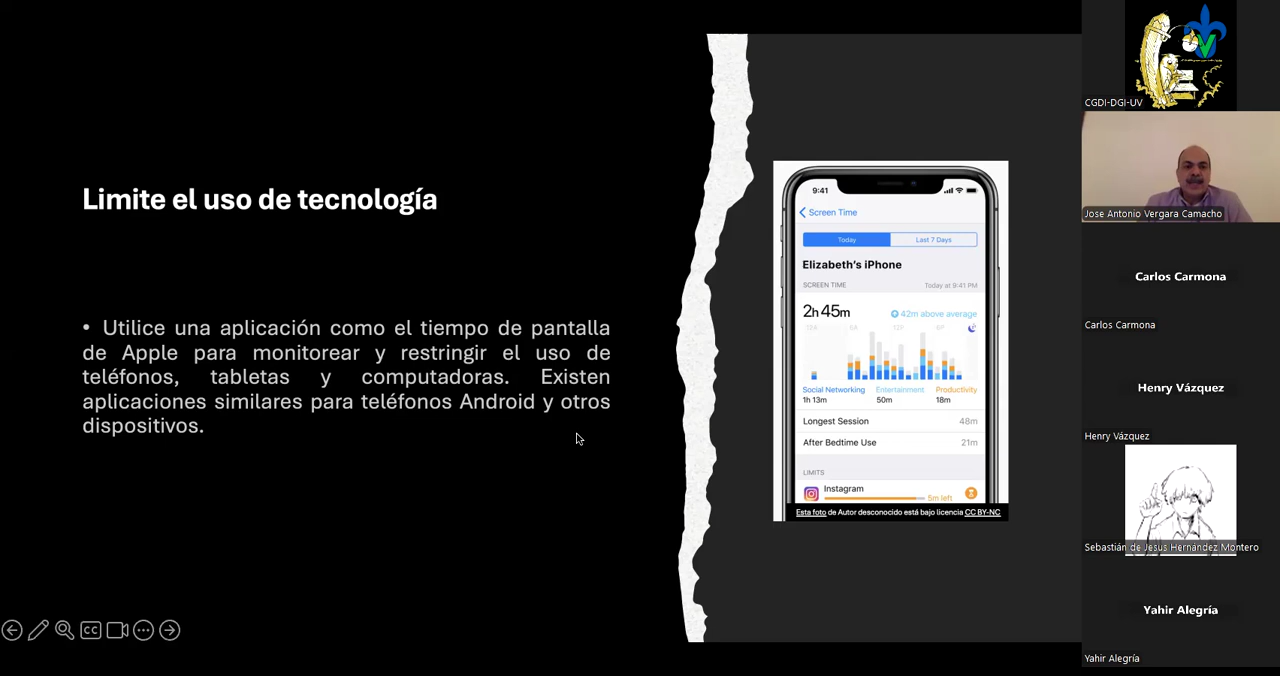 Limite el uso de tecnología
• Utilice una aplicación como el tiempo de pantalla
de Apple para monitorear y restringir el uso de
teléfonos, tabletas y computadoras. Existen
aplicaciones similares para teléfonos Android y otros
dispositivos.
CC
9:41
Screen Time
Today Last 7 Days
Elizabeth's iPhone
SCREEN TIME Today at 9:41 PM
2h 45m 42m above average
12A 6A 12P 6P
Social Networking Entertainment Productivity
1h 13m 50m 18m
Longest Session 48m
After Bedtime Use 21m
LIMITS
Instagram
5m left
Esta foto de Autor desconocido está bajo licencia CC BY-NC
CGDI-DGI-UV
Jose Antonio Vergara Camacho
Carlos Carmona
Carlos Carmona
Henry Vázquez
Henry Vázquez
Sebastián de Jesus Hernández Montero
Yahir Alegría
Yahir Alegría